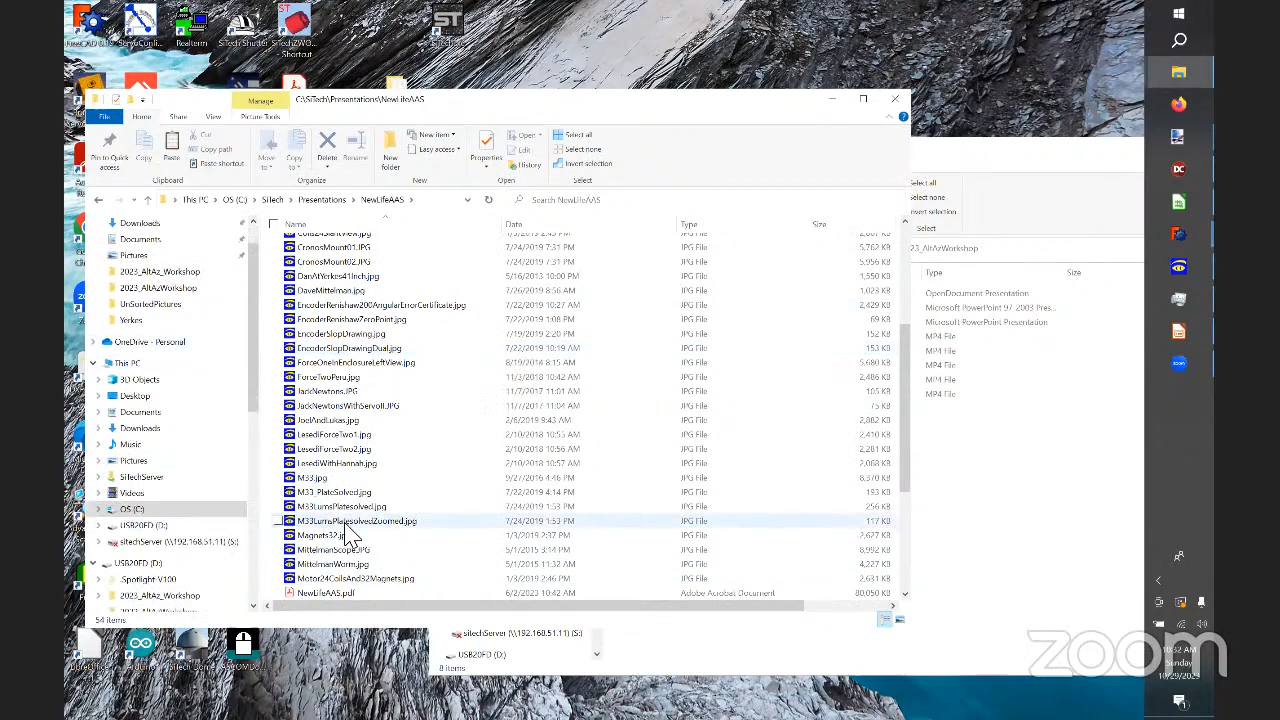 FreeCAD 0.19
ServoConfi...
Realterm
SiTech Shutter
SiTechZWO...
Shortcut
Manage
C:\SiTech\Presentations\NewLifeAAS
File
Home
Share
View
Picture Tools
Pin to Quick access
Copy
Paste
Cut
Copy path
Paste shortcut
Clipboard
Move to
Copy to
Delete
Rename
Organize
New folder
New item
Easy access
New
Properties
Open
Edit
History
Open
Select all
Select none
Invert selection
Select
This PC > OS (C:) > SiTech > Presentations > NewLifeAAS
Search NewLifeAAS
Downloads
Documents
Pictures
2023_AltAzWorkshop
2023_AltAzWorkshop
UnSortedPictures
Yerkes
OneDrive - Personal
This PC
3D Objects
Desktop
Documents
Downloads
Music
Pictures
SiTechServer
Videos
OS (C:)
USB20FD (D:)
sitechServer (\\192.168.51.11) (S:)
USB20FD (D:)
.Spotlight-V100
2023_AltAzWorkshop
Name Date Type Size
CronosMount01.JPG 7/24/2019 7:31 PM JPG File 5,762 KB
CronosMount02.JPG 7/24/2019 7:31 PM JPG File 5,956 KB
DanAtYerkes41Inch.jpg 5/16/2013 10:00 PM JPG File 1,550 KB
DaveMittelman.jpg 7/26/2019 8:56 AM JPG File 1,023 KB
EncoderRenishaw200AngularErrorCertificate.jpg 7/22/2019 10:27 AM JPG File 2,429 KB
EncoderRenishawZeroPoint.jpg 7/22/2019 1:08 PM JPG File 69 KB
EncoderSlopDrawing.jpg 7/22/2019 2:20 PM JPG File 152 KB
EncoderSlopDrawingDual.jpg 7/22/2019 10:19 AM JPG File 153 KB
ForceOneInEnclosureLeftView.jpg 8/19/2014 8:15 AM JPG File 5,680 KB
ForceTwoPeru.jpg 11/3/2018 10:42 AM JPG File 2,486 KB
JackNewtons.JPG 11/7/2017 11:01 AM JPG File 105 KB
JackNewtonsWithServoII.JPG 11/7/2017 11:04 AM JPG File 75 KB
JoelAndLukas.jpg 2/6/2019 9:43 AM JPG File 2,882 KB
LesediForceTwo1.jpg 2/10/2018 10:55 AM JPG File 2,410 KB
LesediForceTwo2.jpg 2/10/2018 10:56 AM JPG File 2,281 KB
LesediWithHannah.jpg 2/10/2018 10:57 AM JPG File 2,068 KB
M33.jpg 9/27/2016 4:46 PM JPG File 8,370 KB
M33_PlateSolved.jpg 7/22/2019 4:14 PM JPG File 193 KB
M33LumsPlatesolved.jpg 7/24/2019 1:53 PM JPG File 256 KB
M33LumsPlatesolvedZoomed.jpg 7/24/2019 1:53 PM JPG File 117 KB
Magnets32.jpg 1/3/2019 2:37 PM JPG File 2,627 KB
MittelmanScope.JPG 5/1/2015 3:14 PM JPG File 8,992 KB
MittelmanWorm.jpg 5/1/2015 11:32 AM JPG File 4,227 KB
Motor24CoilsAnd32Magnets.jpg 1/3/2019 2:46 PM JPG File 2,631 KB
NewLifeAAS.pdf 6/2/2023 10:42 AM Adobe Acrobat Document 80,050 KB
54 items
Select all
Select none
Invert selection
Select
2023_AltAzWorkshop
Type Size
OpenDocument Presentation
Microsoft PowerPoint 97-2003 Pres...
Microsoft PowerPoint Presentation
MP4 File
MP4 File
MP4 File
MP4 File
MP4 File
sitechServer (\\192.168.51.11) (S:)
USB20FD (D:)
8 items
Arduino
zoom
10:32 AM
Sunday
10/29/2023